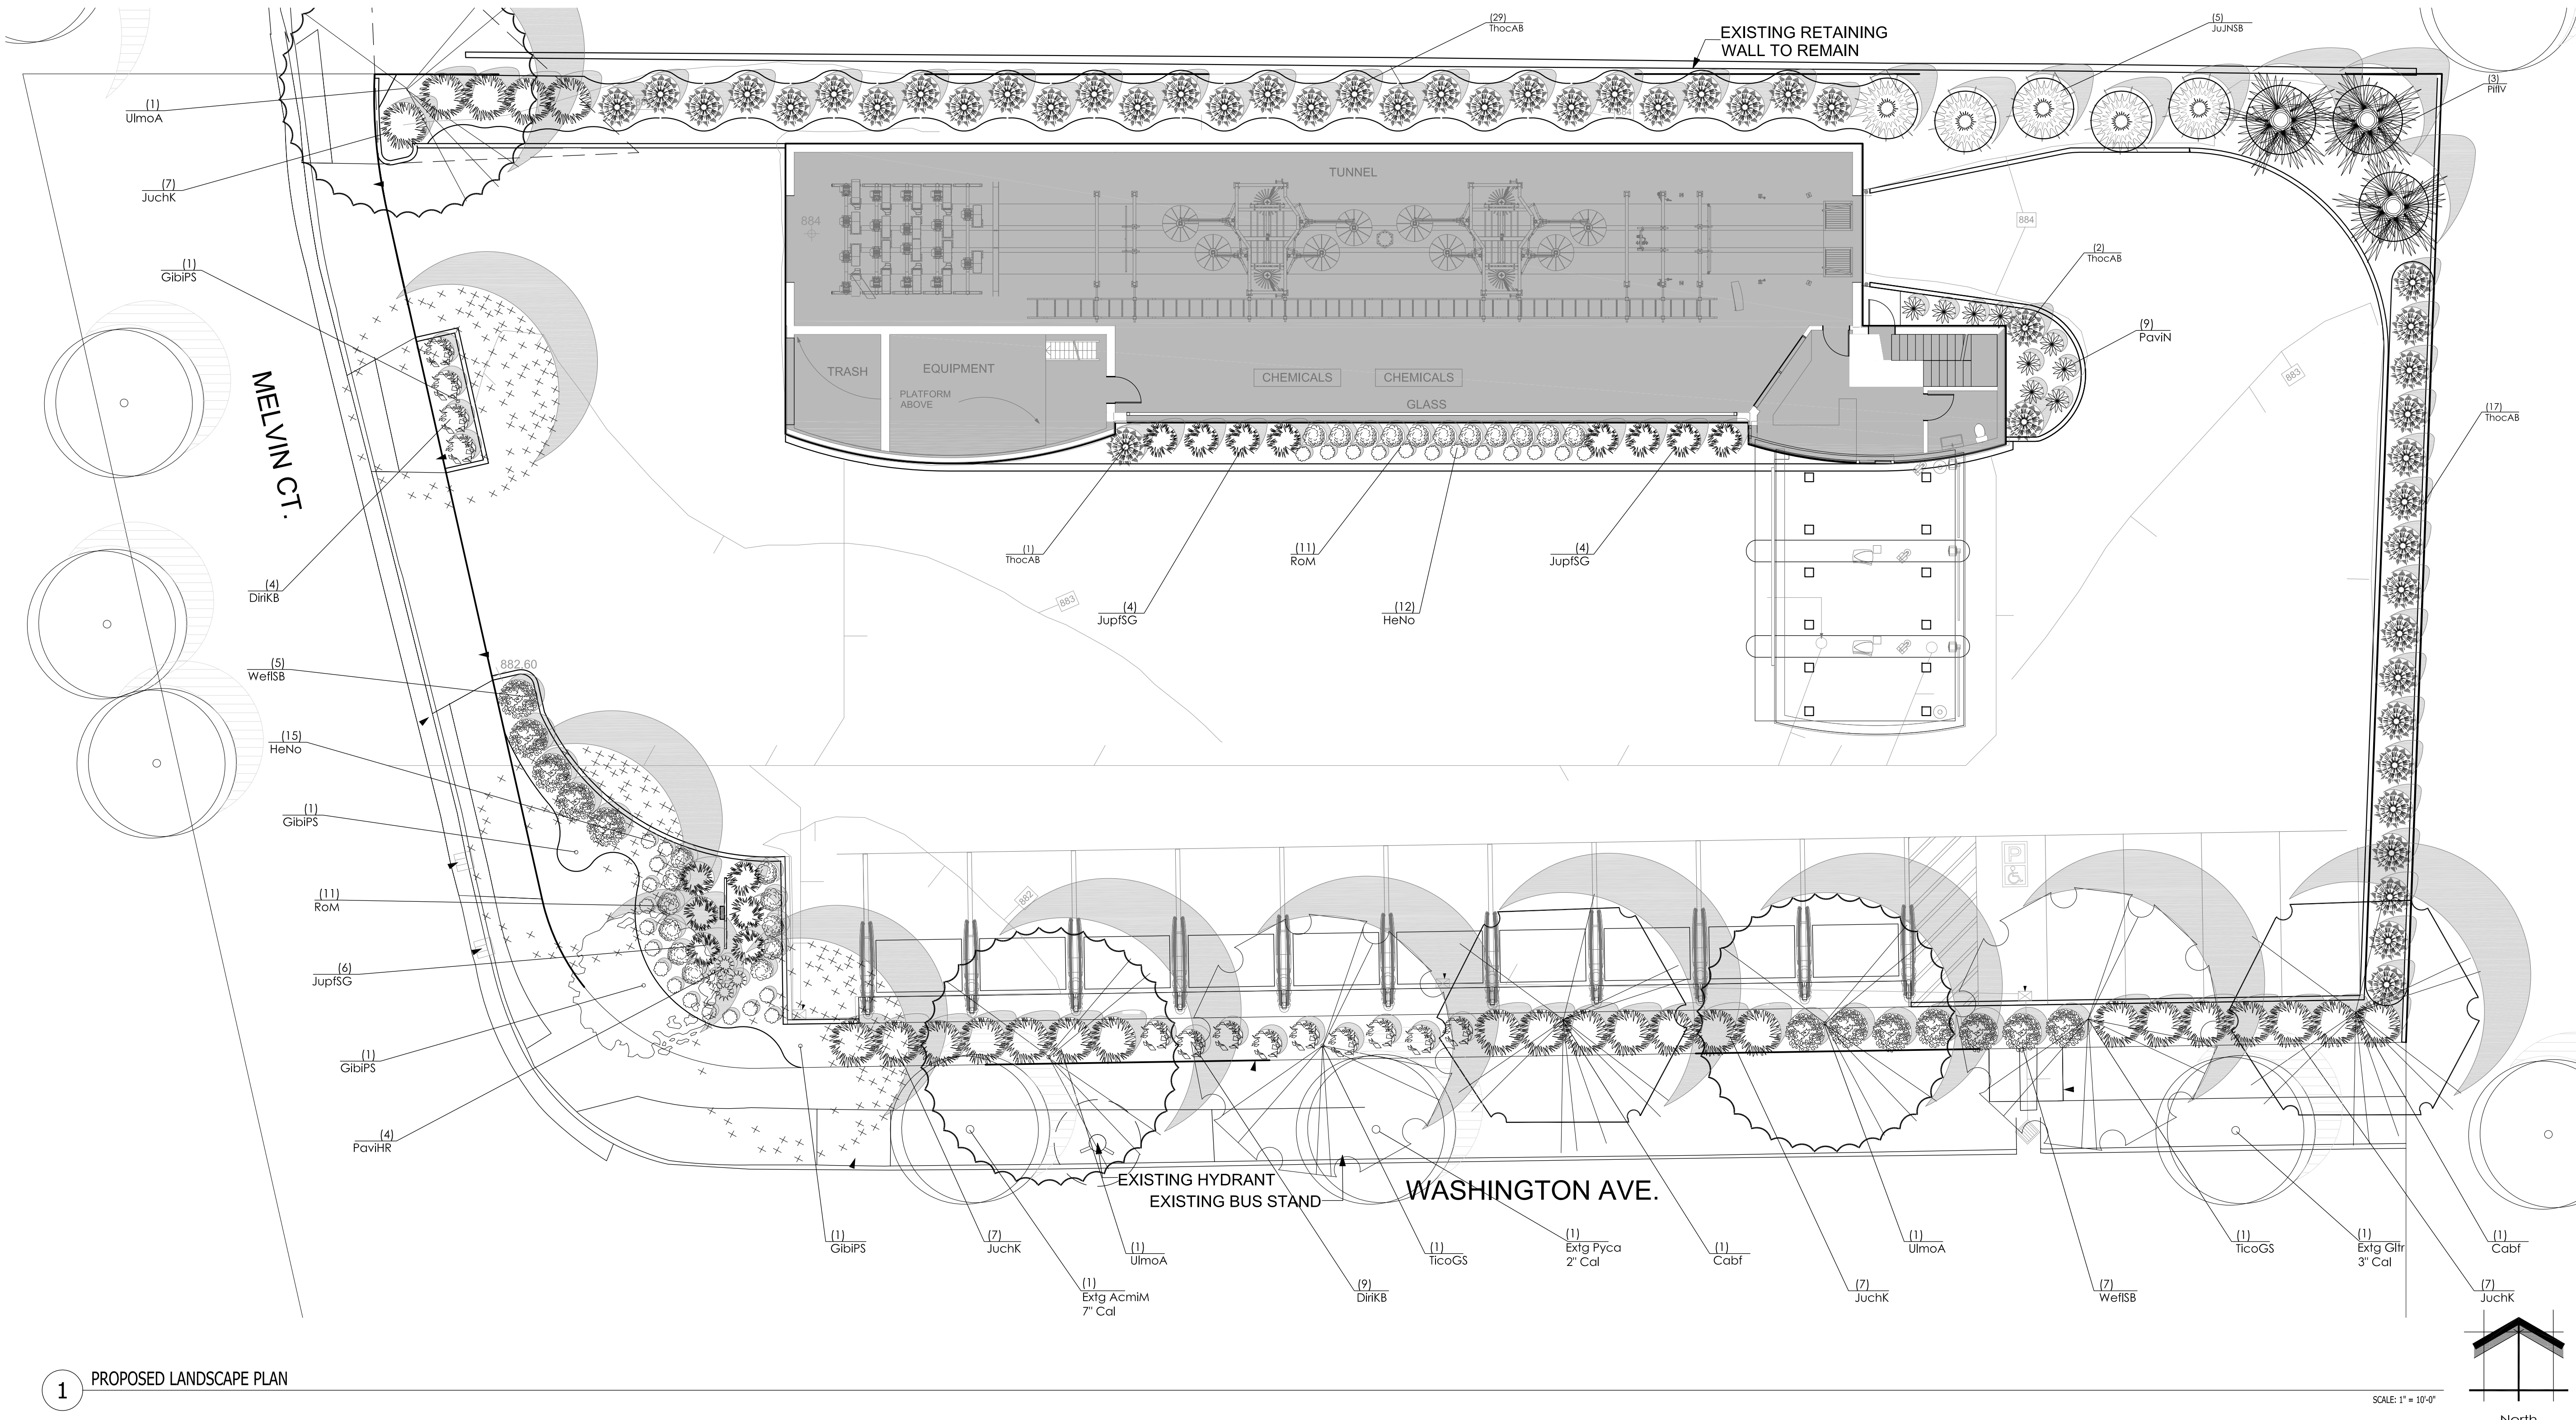 (29)
ThocAB
EXISTING RETAINING
WALL TO REMAIN
(5)
JuJNSB
(3)
PiflV
(1)
UlmoA
(7)
JuchK
TUNNEL
884
884
884
(2)
ThocAB
(1)
GibiPS
(9)
PaviN
883
MELVIN CT.
TRASH
EQUIPMENT
PLATFORM
ABOVE
CHEMICALS
CHEMICALS
GLASS
(17)
ThocAB
(4)
DiriKB
(1)
ThocAB
(11)
RoM
(4)
JupfSG
883
(4)
JupfSG
(12)
HeNo
882.60
(5)
WeflSB
(15)
HeNo
(1)
GibiPS
P
882
(11)
RoM
(6)
JupfSG
(1)
GibiPS
(4)
PaviHR
EXISTING HYDRANT
EXISTING BUS STAND
WASHINGTON AVE.
(1)
GibiPS
(7)
JuchK
(1)
UlmoA
(1)
TicoGS
(1)
Extg Pyca
2" Cal
(1)
Cabf
(1)
UlmoA
(1)
TicoGS
(1)
Extg Gltr
3" Cal
(1)
Cabf
(1)
Extg AcmiM
7" Cal
(9)
DiriKB
(7)
JuchK
(7)
WeflSB
(7)
JuchK
1
PROPOSED LANDSCAPE PLAN
SCALE: 1" = 10'-0"
North